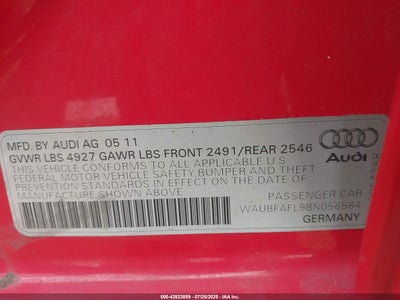 MFD. BY AUDI AG 05 11
GVWR LBS 4927 GAWR LBS FRONT 2491/REAR 2546
THIS VEHICLE CONFORMS TO ALL APPLICABLE U S
FEDERAL MOTOR VEHICLE SAFETY BUMPER AND THEFT
PREVENTION STANDARDS IN EFFECT ON THE DATE OF
MANUFACTURE SHOWN ABOVE
Audi
PASSENGER CAR
WAUBFAFL9BN056584
GERMANY
000-42822899 - 07/29/2025 - IAA, Inc.